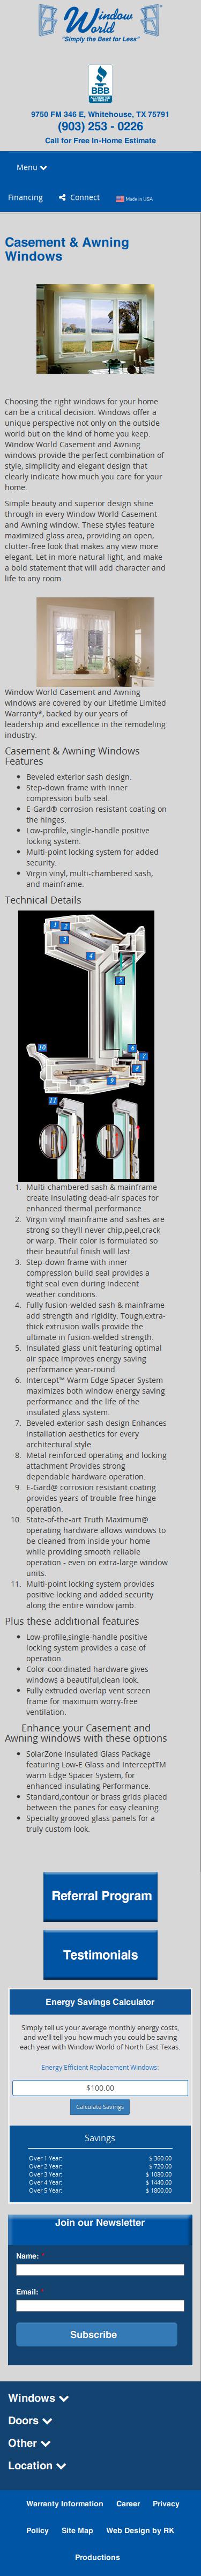 Window
World
"Simply the Best for Less"
BBB
ACCREDITED
BUSINESS
9750 FM 346 E, Whitehouse, TX 75791
(903) 253 - 0226
Call for Free In-Home Estimate
Menu
Financing
Connect
Made in USA
Casement & Awning
Windows
Choosing the right windows for your home
can be a critical decision. Windows offer a
unique perspective not only on the outside
world but on the kind of home you keep.
Window World Casement and Awning
windows provide the perfect combination of
style, simplicity and elegant design that
clearly indicate how much you care for your
home.
Simple beauty and superior design shine
through in every Window World Casement
and Awning window. These styles feature
maximized glass area, providing an open,
clutter-free look that makes any view more
elegant. Let in more natural light, and make
a bold statement that will add character and
life to any room.
Window World Casement and Awning
windows are covered by our Lifetime Limited
Warranty*, backed by our years of
leadership and excellence in the remodeling
industry.
Casement & Awning Windows
Features
Beveled exterior sash design.
Step-down frame with inner
compression bulb seal.
E-Gard® corrosion resistant coating on
the hinges.
Low-profile, single-handle positive
locking system.
Multi-point locking system for added
security.
Virgin vinyl, multi-chambered sash,
and mainframe.
Technical Details
1 2
3
4
5
10
6
7
8
9
11
1. Multi-chambered sash & mainframe
create insulating dead-air spaces for
enhanced thermal performance.
2. Virgin vinyl mainframe and sashes are
strong so they'll never chip,peel,crack
or warp. Their color is formulated so
their beautiful finish will last.
3. Step-down frame with inner
compression build seal provides a
tight seal even during indecent
weather conditions.
4. Fully fusion-welded sash & mainframe
add strength and rigidity. Tough,extra-
thick extrusion walls provide the
ultimate in fusion-welded strength.
5. Insulated glass unit featuring optimal
air space improves energy saving
performance year-round.
6. Intercept™ Warm Edge Spacer System
maximizes both window energy saving
performance and the life of the
insulated glass system.
7. Beveled exterior sash design Enhances
installation aesthetics for every
architectural style.
8. Metal reinforced operating and locking
attachment Provides strong
dependable hardware operation.
9. E-Gard@ corrosion resistant coating
provides years of trouble-free hinge
operation.
10. State-of-the-art Truth Maximum@
operating hardware allows windows to
be cleaned from inside your home
while providing smooth reliable
operation - even on extra-large window
units.
11. Multi-point locking system provides
positive locking and added security
along the entire window jamb.
Plus these additional features
Low-profile,single-handle positive
locking system provides a case of
operation.
Color-coordinated hardware gives
windows a beautiful,clean look.
Fully extruded overlap vent screen
frame for maximum worry-free
ventilation.
Enhance your Casement and
Awning windows with these options
SolarZone Insulated Glass Package
featuring Low-E Glass and InterceptTM
warm Edge Spacer System, for
enhanced insulating Performance.
Standard,contour or brass grids placed
between the panes for easy cleaning.
Specialty grooved glass panels for a
truly custom look.
Referral Program
Testimonials
Energy Savings Calculator
Simply tell us your average monthly energy costs,
and we'll tell you how much you could be saving
each year with Window World of North East Texas.
Energy Efficient Replacement Windows:
$100.00
Calculate Savings
Savings
Over 1 Year: $ 360.00
Over 2 Year: $ 720.00
Over 3 Year: $ 1080.00
Over 4 Year: $ 1440.00
Over 5 Year: $ 1800.00
Join our Newsletter
Name: *
Email: *
Subscribe
Windows
Doors
Other
Location
Warranty Information Career Privacy
Policy Site Map Web Design by RK
Productions